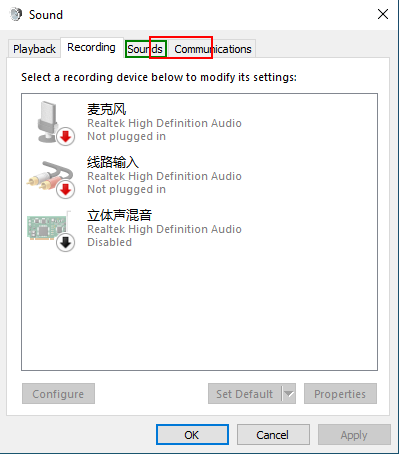 Sound
Playback Recording Sounds Communications
Select a recording device below to modify its settings:
麦克风
Realtek High Definition Audio
Not plugged in
线路输入
Realtek High Definition Audio
Not plugged in
立体声混音
Realtek High Definition Audio
Disabled
Configure Set Default Properties
OK Cancel Apply